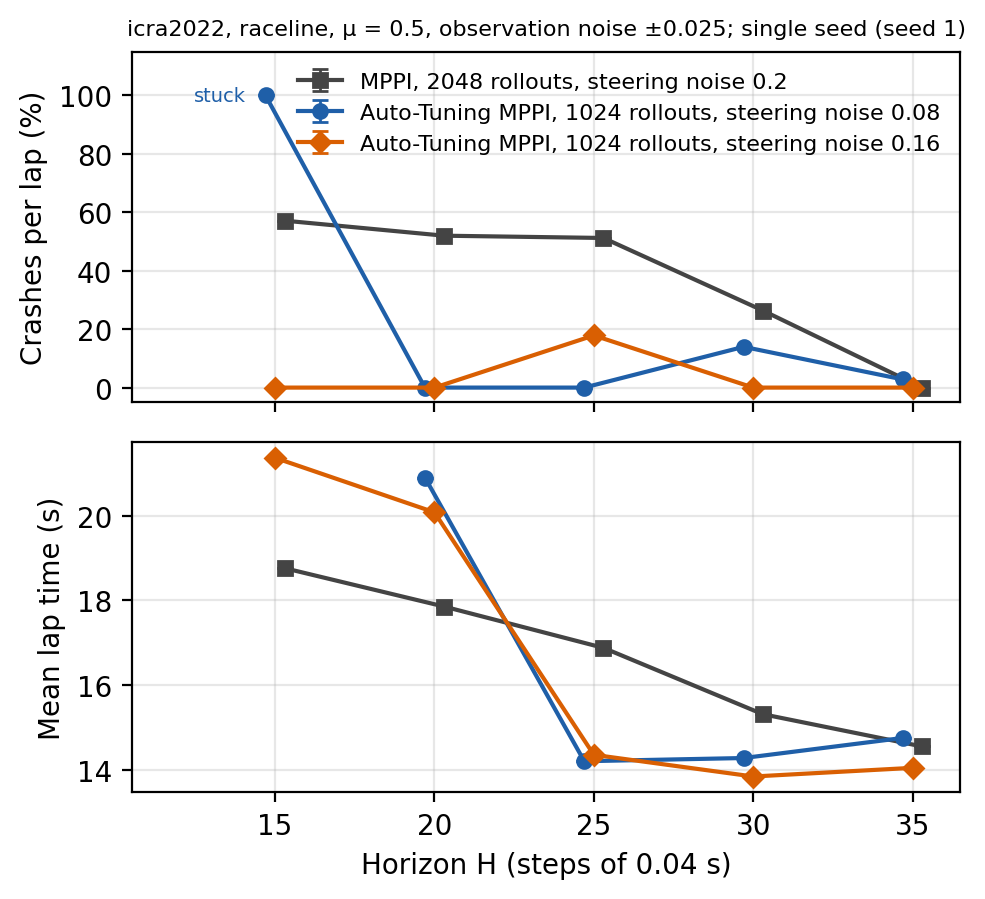 icra2022, raceline, μ = 0.5, observation noise ±0.025; single seed (seed 1)
Crashes per lap (%)
100
80
60
40
20
0
stuck
MPPI, 2048 rollouts, steering noise 0.2
Auto-Tuning MPPI, 1024 rollouts, steering noise 0.08
Auto-Tuning MPPI, 1024 rollouts, steering noise 0.16
Mean lap time (s)
20
18
16
14
15 20 25 30 35
Horizon H (steps of 0.04 s)